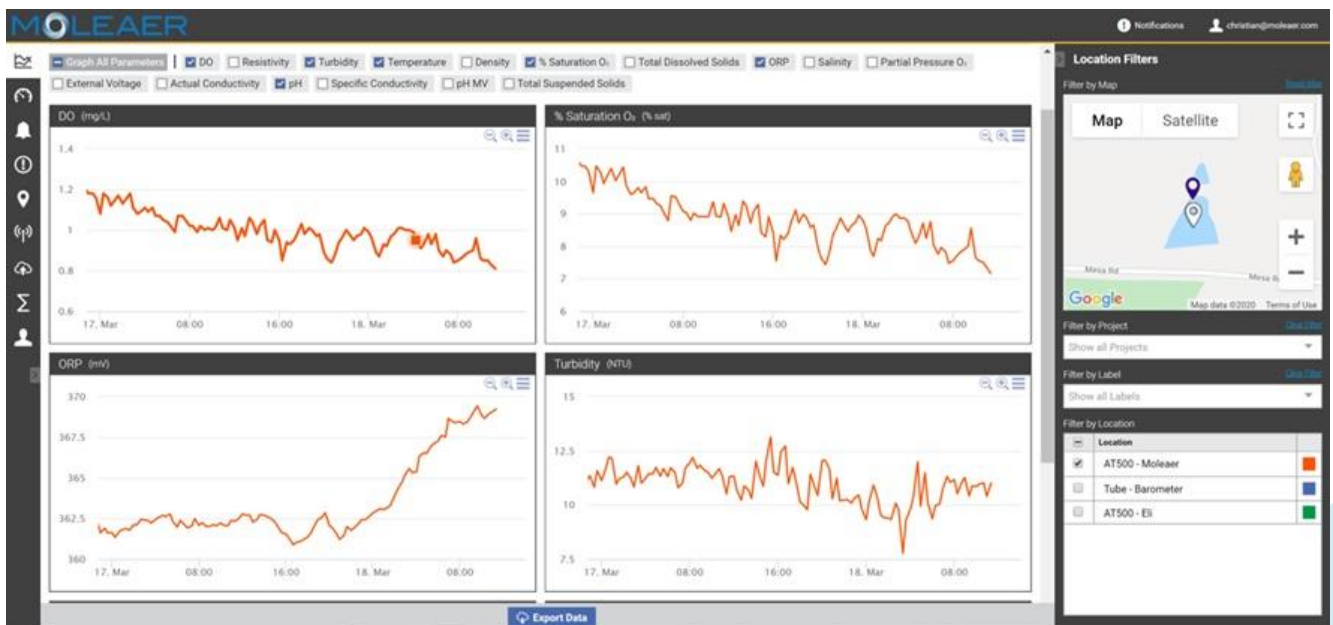 MOLEAER
Notifications christian@moleaer.com
Graph All Parameters DO Resistivity Turbidity Temperature Density % Saturation O₂ Total Dissolved Solids ORP Salinity Partial Pressure O₂
External Voltage Actual Conductivity pH Specific Conductivity pH MV Total Suspended Solids
Location Filters
Filter by Map
Map Satellite
Mesa Rd
Google Map data ©2020 Terms of Use
DO (mg/L)
1.4
1.2
1
0.8
0.6
17. Mar 08:00 16:00 18. Mar 08:00
% Saturation O₂ (% sat)
11
10
9
8
7
6
17. Mar 08:00 16:00 18. Mar 08:00
ORP (mV)
370
367.5
365
362.5
360
17. Mar 08:00 16:00 18. Mar 08:00
Turbidity (NTU)
15
12.5
10
7.5
17. Mar 08:00 16:00 18. Mar 08:00
Filter by Project Clear Filter
Show all Projects
Filter by Label Clear Filter
Show all Labels
Filter by Location
Location
AT500 - Moleaer
Tube - Barometer
AT500 - Eli
Export Data